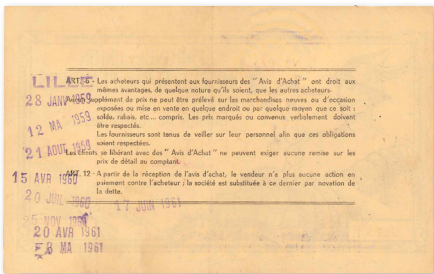 LILLE
ART. 6 - Les acheteurs qui présentent aux fournisseurs des "Avis d'Achat" ont droit aux
mêmes avantages, de quelque nature qu'ils soient, que les autres acheteurs.
28 JANV 1959
Aucun supplément de prix ne peut être prélevé sur les marchandises neuves ou d'occasion
exposées ou mise en vente en quelque endroit ou par quelque moyen que ce soit :
solde, rabais, etc... compris. Les prix marqués ou convenus verbalement doivent
être respectés.
12 MA 1959
Les fournisseurs sont tenus de veiller sur leur personnel afin que ces obligations
soient respectées.
21 AOUT 1959
Les clients se libérant avec des "Avis d'Achat" ne peuvent exiger aucune remise sur les
prix de détail au comptant.
15 AVR 1960
ART. 12 - A partir de la réception de l'avis d'achat, le vendeur n'a plus aucune action en
paiement contre l'acheteur ; la société est substituée à ce dernier par novation de
la dette.
20 JUIL 1960
17 JUIN 1961
25 NOV 1960
20 AVR 1961
8 MA 1961